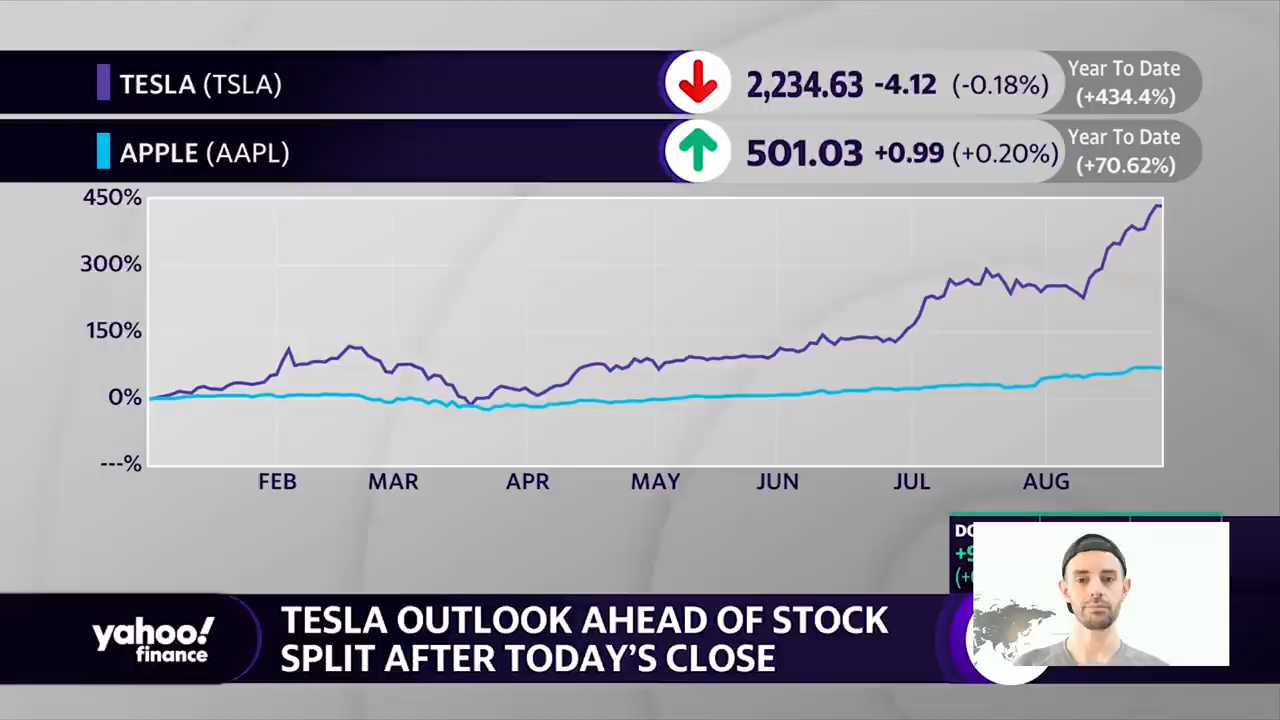 TESLA (TSLA) 2,234.63 -4.12 (-0.18%) Year To Date (+434.4%)
APPLE (AAPL) 501.03 +0.99 (+0.20%) Year To Date (+70.62%)
450%
300%
150%
0%
---%
FEB MAR APR MAY JUN JUL AUG
yahoo! finance
TESLA OUTLOOK AHEAD OF STOCK
SPLIT AFTER TODAY'S CLOSE